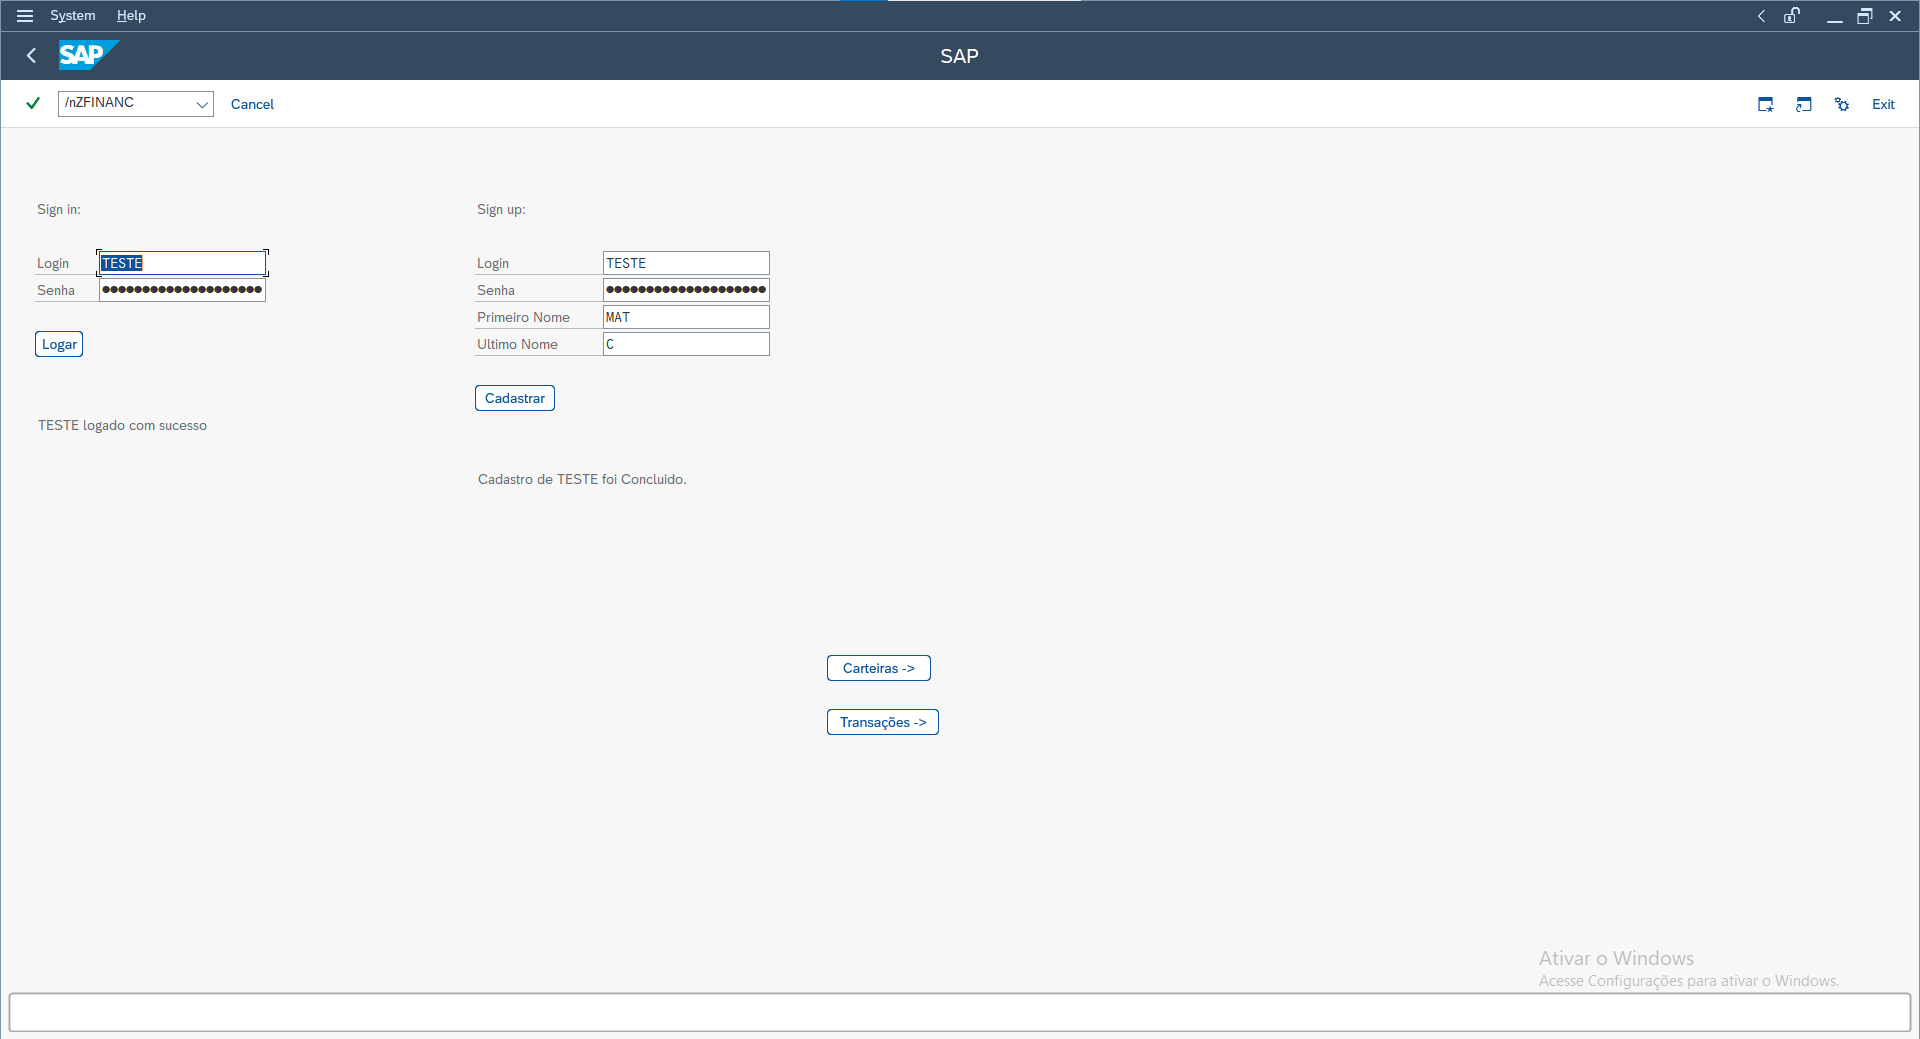 System Help
SAP SAP
/nZFINANC Cancel Exit
Sign in:
Login TESTE
Senha ●●●●●●●●●●●●●●●●●●●●
Logar
TESTE logado com sucesso
Sign up:
Login TESTE
Senha ●●●●●●●●●●●●●●●●●●●●
Primeiro Nome MAT
Ultimo Nome C
Cadastrar
Cadastro de TESTE foi Concluido.
Carteiras ->
Transações ->
Ativar o Windows
Acesse Configurações para ativar o Windows.